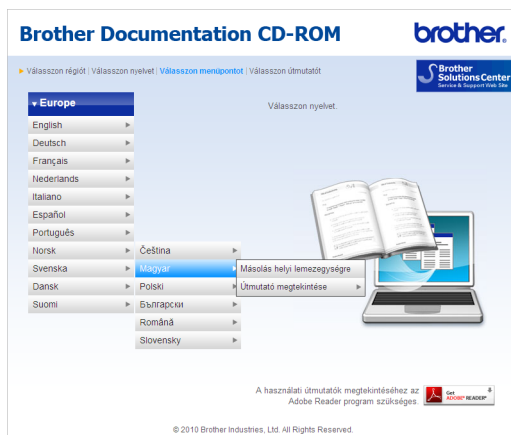 Brother Documentation CD-ROM
brother.
Válasszon régiót | Válasszon nyelvet | Válasszon menüpontot | Válasszon útmutatót
Brother
Solutions Center
Service & Support Web Site
Europe
Válasszon nyelvet.
English
Deutsch
Français
Nederlands
Italiano
Español
Português
Norsk
Svenska
Dansk
Suomi
Čeština
Magyar
Polski
Български
Română
Slovensky
Másolás helyi lemezegységre
Útmutató megtekintése
A használati útmutatók megtekintéséhez az
Adobe Reader program szükséges.
Get
ADOBE® READER®
© 2010 Brother Industries, Ltd. All Rights Reserved.